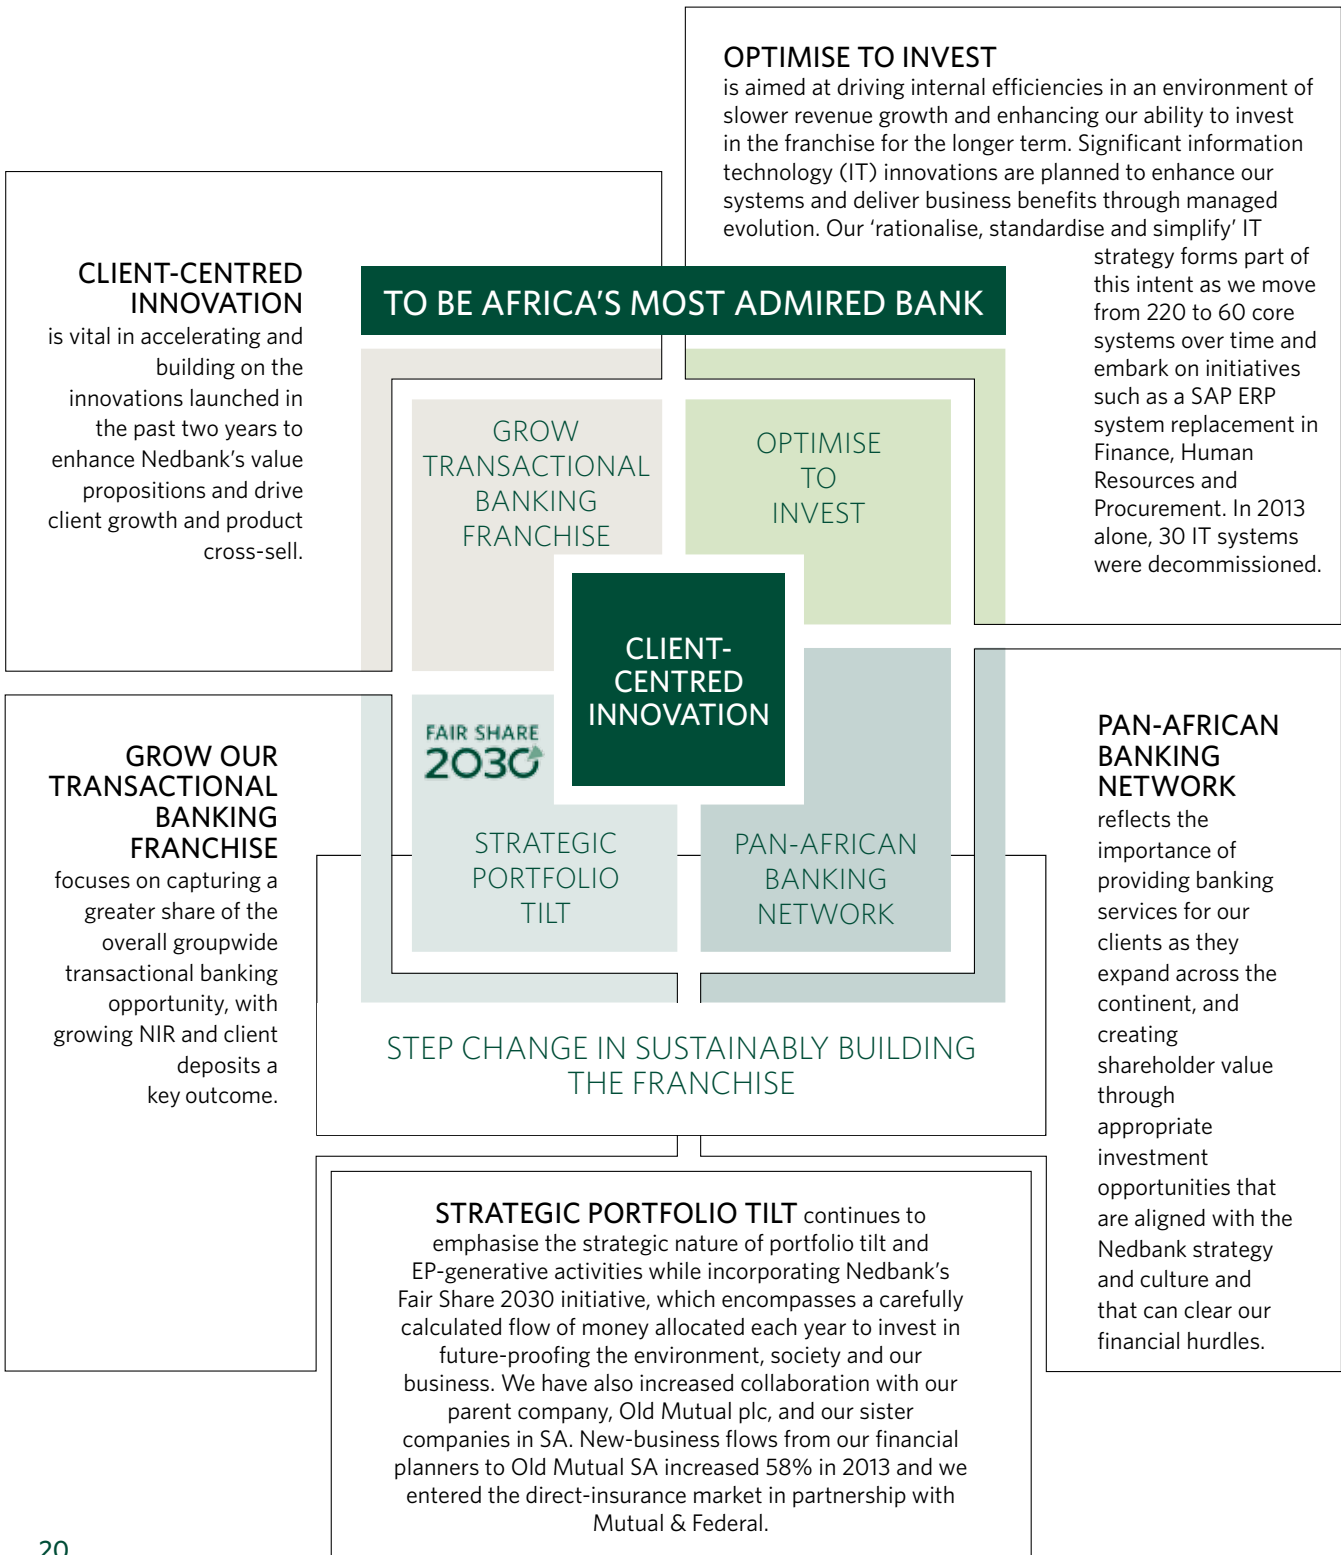 OPTIMISE TO INVEST
is aimed at driving internal efficiencies in an environment of
slower revenue growth and enhancing our ability to invest
in the franchise for the longer term. Significant information
technology (IT) innovations are planned to enhance our
systems and deliver business benefits through managed
evolution. Our ‘rationalise, standardise and simplify’ IT
strategy forms part of
this intent as we move
from 220 to 60 core
systems over time and
embark on initiatives
such as a SAP ERP
system replacement in
Finance, Human
Resources and
Procurement. In 2013
alone, 30 IT systems
were decommissioned.
CLIENT-CENTRED
INNOVATION
is vital in accelerating and
building on the
innovations launched in
the past two years to
enhance Nedbank’s value
propositions and drive
client growth and product
cross-sell.
TO BE AFRICA’S MOST ADMIRED BANK
GROW
TRANSACTIONAL
BANKING
FRANCHISE
OPTIMISE
TO
INVEST
CLIENT-
CENTRED
INNOVATION
FAIR SHARE
2030
STRATEGIC
PORTFOLIO
TILT
PAN-AFRICAN
BANKING
NETWORK
STEP CHANGE IN SUSTAINABLY BUILDING
THE FRANCHISE
GROW OUR
TRANSACTIONAL
BANKING
FRANCHISE
focuses on capturing a
greater share of the
overall groupwide
transactional banking
opportunity, with
growing NIR and client
deposits a
key outcome.
PAN-AFRICAN
BANKING
NETWORK
reflects the
importance of
providing banking
services for our
clients as they
expand across the
continent, and
creating
shareholder value
through
appropriate
investment
opportunities that
are aligned with the
Nedbank strategy
and culture and
that can clear our
financial hurdles.
STRATEGIC PORTFOLIO TILT continues to
emphasise the strategic nature of portfolio tilt and
EP-generative activities while incorporating Nedbank’s
Fair Share 2030 initiative, which encompasses a carefully
calculated flow of money allocated each year to invest in
future-proofing the environment, society and our
business. We have also increased collaboration with our
parent company, Old Mutual plc, and our sister
companies in SA. New-business flows from our financial
planners to Old Mutual SA increased 58% in 2013 and we
entered the direct-insurance market in partnership with
Mutual & Federal.
20